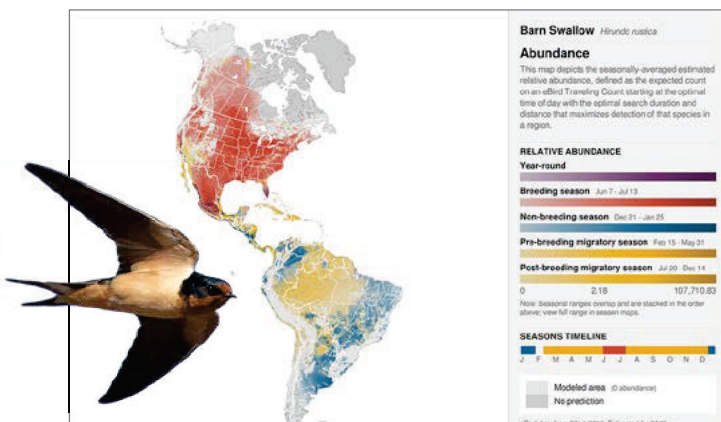 Barn Swallow Hirundo rustica
Abundance
This map depicts the seasonally-averaged estimated
relative abundance, defined as the expected count
on an eBird Traveling Count starting at the optimal
time of day with the optimal search duration and
distance that maximizes detection of that species in
a region.
RELATIVE ABUNDANCE
Year-round
Breeding season Jun 7 - Jul 13
Non-breeding season Dec 21 - Jan 25
Pre-breeding migratory season Feb 15 - May 31
Post-breeding migratory season Jul 20 - Dec 14
0 2.18 107,710.83
Note: Seasonal ranges overlap and are stacked in the order
above; view full range in season maps.
SEASONS TIMELINE
J F M A M J J A S O N D
Modeled area (0 abundance)
No prediction